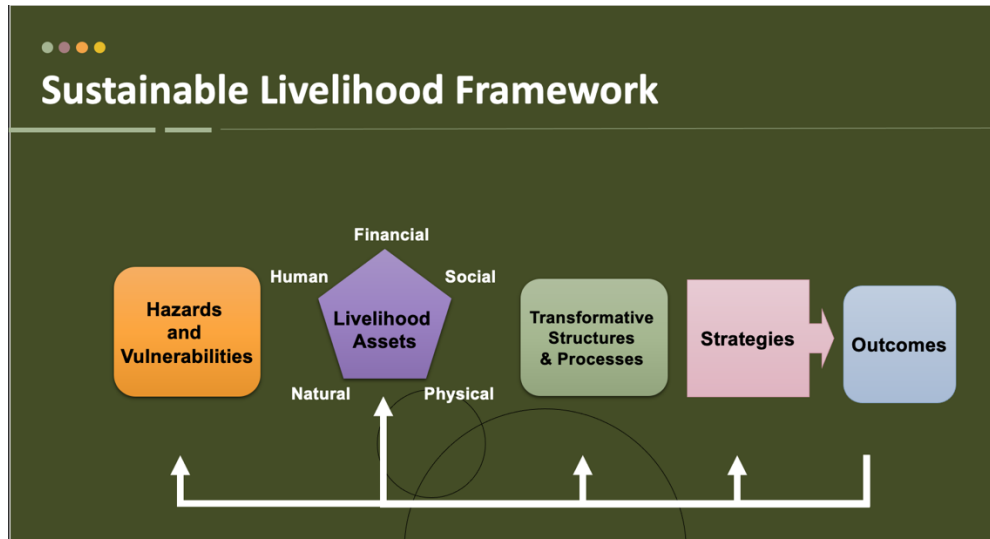 Sustainable Livelihood Framework
Hazards
and
Vulnerabilities
Financial
Human
Social
Livelihood
Assets
Natural
Physical
Transformative
Structures
& Processes
Strategies
Outcomes